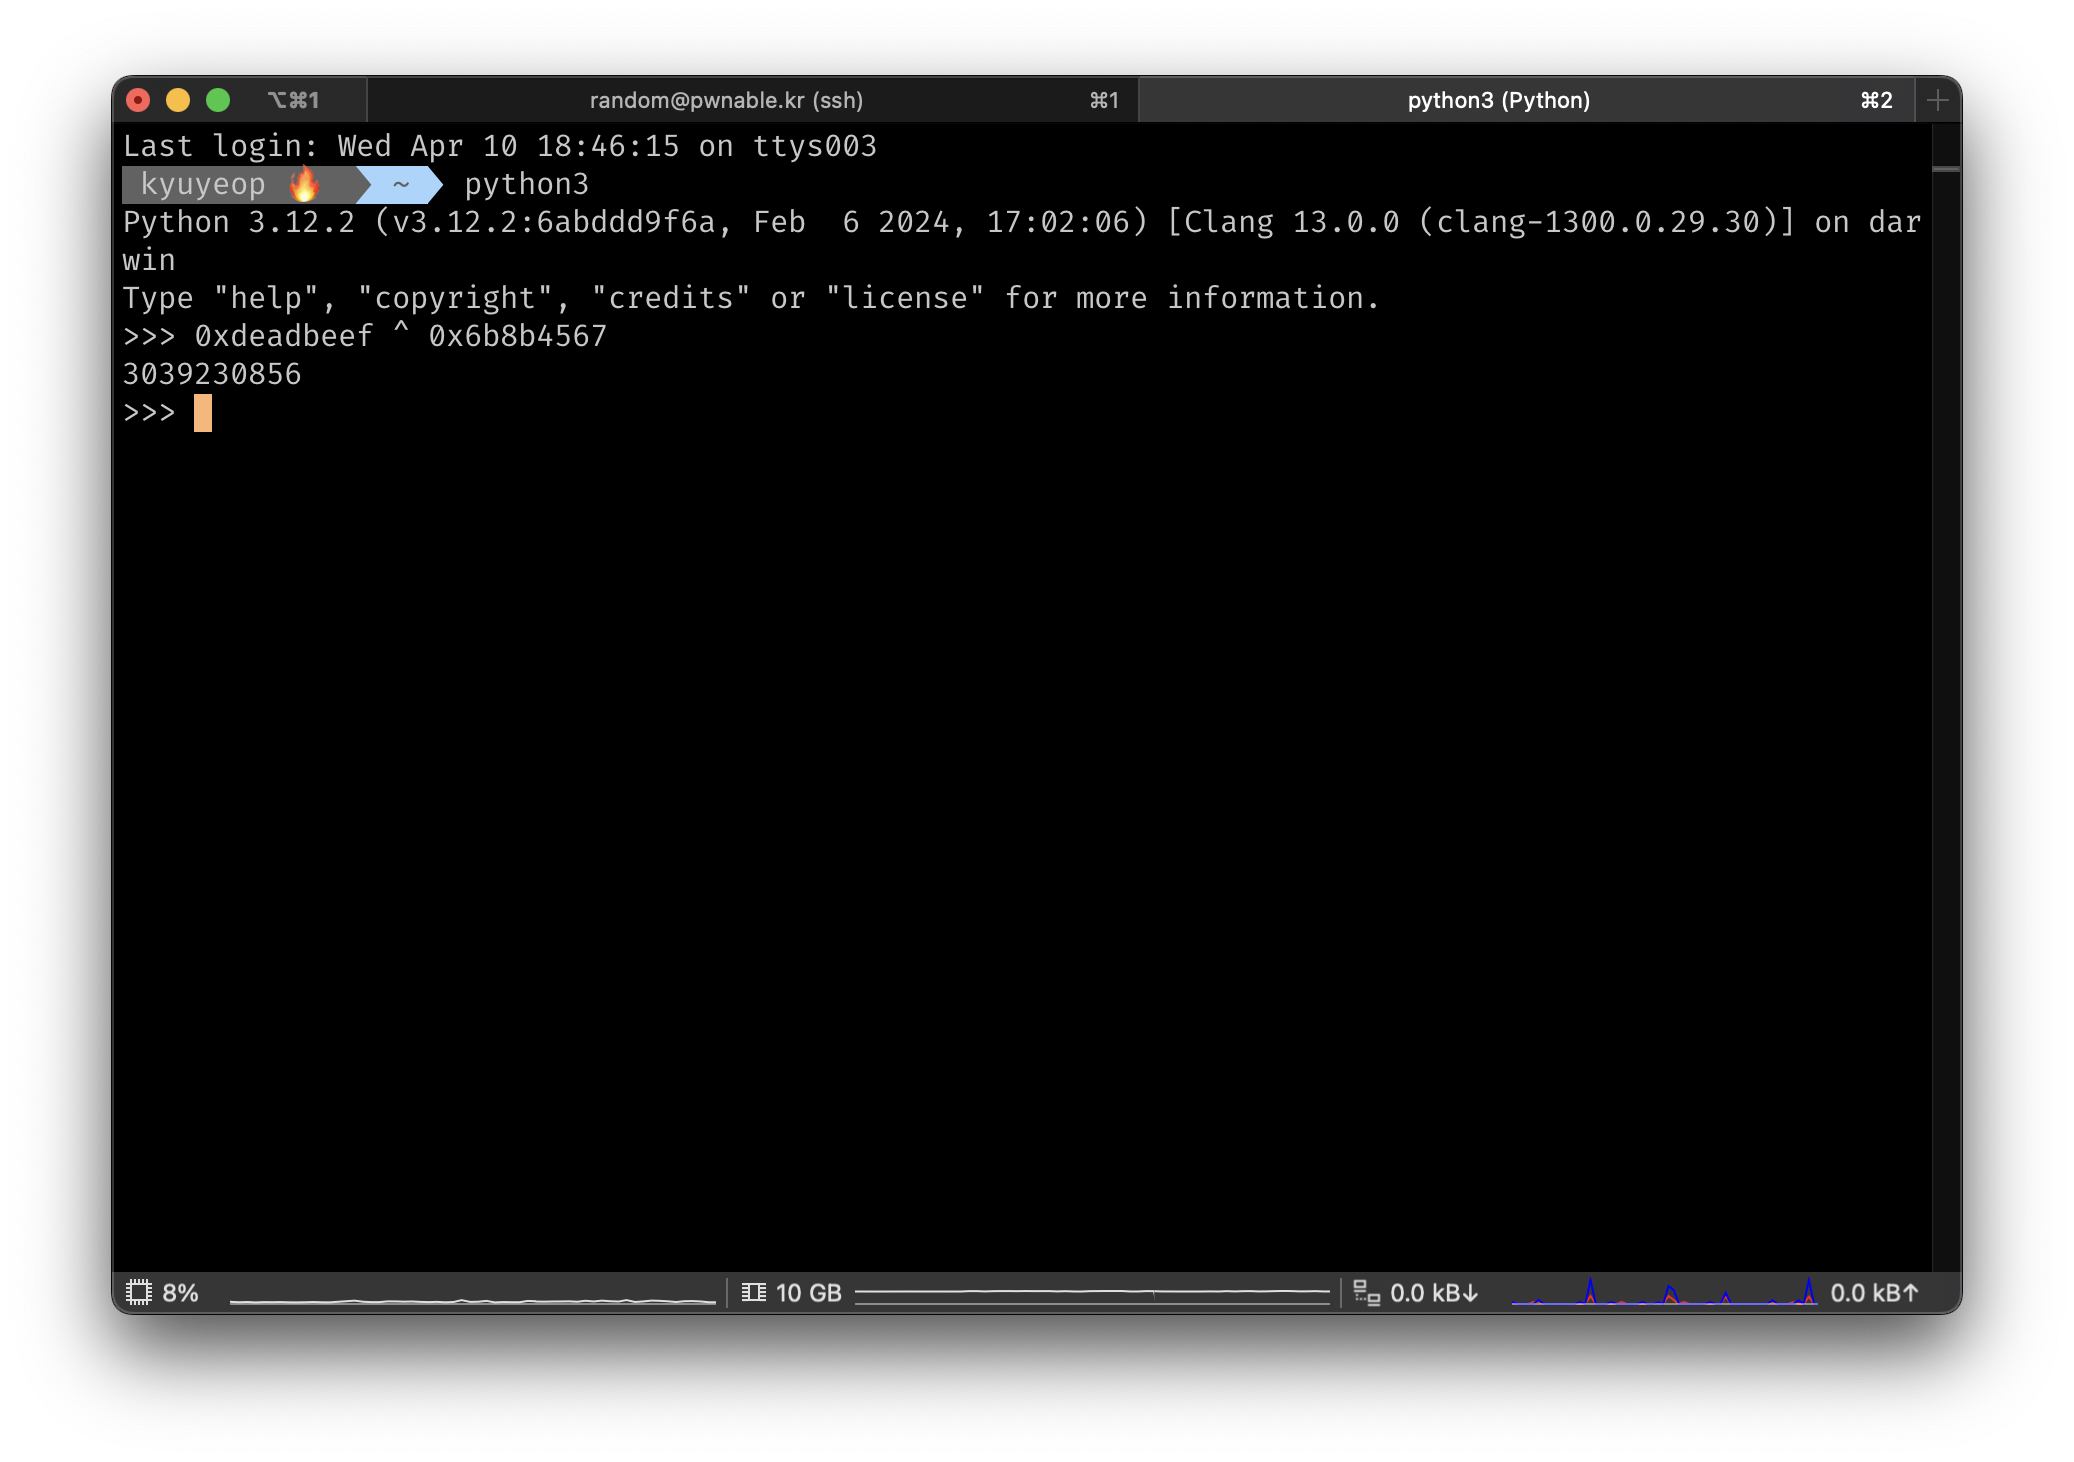 ⌥⌘1 random@pwnable.kr (ssh) ⌘1 python3 (Python) ⌘2 +
Last login: Wed Apr 10 18:46:15 on ttys003
kyuyeop 🔥 ~ python3
Python 3.12.2 (v3.12.2:6abddd9f6a, Feb  6 2024, 17:02:06) [Clang 13.0.0 (clang-1300.0.29.30)] on dar
win
Type "help", "copyright", "credits" or "license" for more information.
>>> 0xdeadbeef ^ 0x6b8b4567
3039230856
>>>
8% 10 GB 0.0 kB↓ 0.0 kB↑